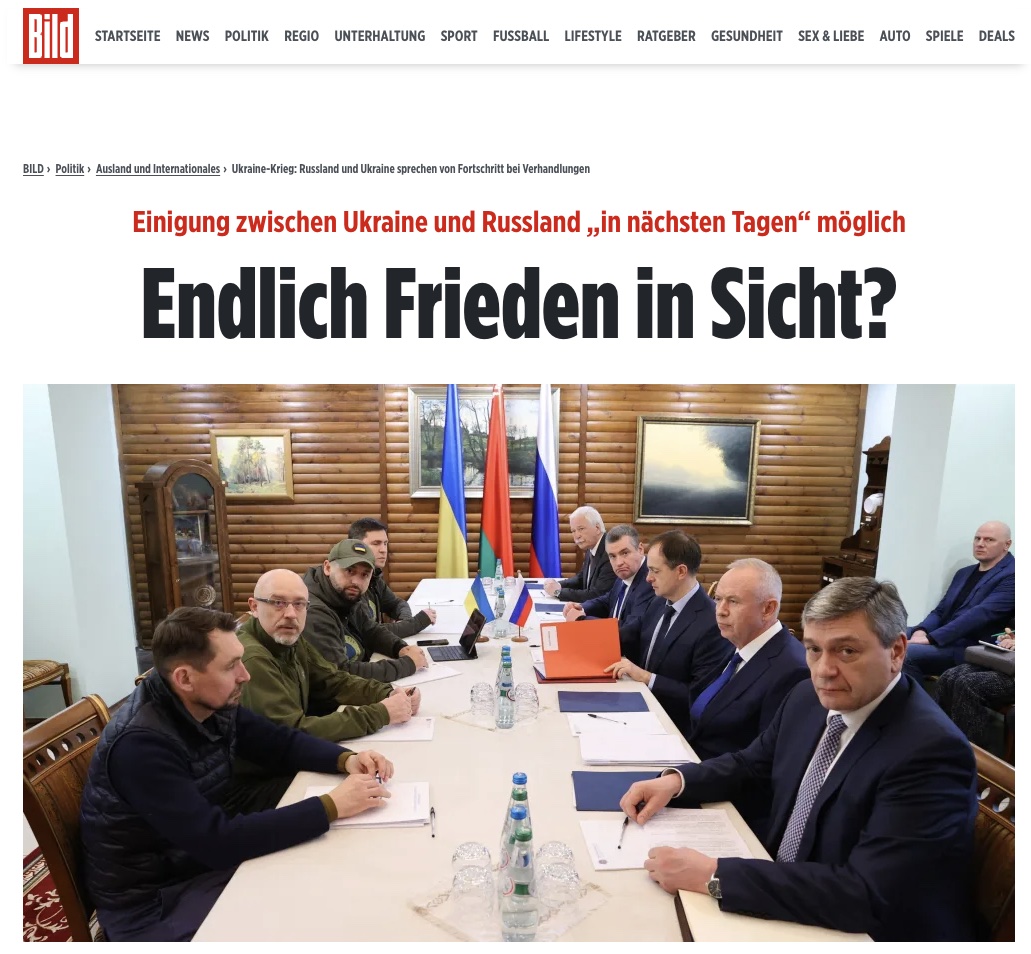 Bild STARTSEITE NEWS POLITIK REGIO UNTERHALTUNG SPORT FUSSBALL LIFESTYLE RATGEBER GESUNDHEIT SEX & LIEBE AUTO SPIELE DEALS
BILD › Politik › Ausland und Internationales › Ukraine-Krieg: Russland und Ukraine sprechen von Fortschritt bei Verhandlungen
Einigung zwischen Ukraine und Russland „in nächsten Tagen“ möglich
Endlich Frieden in Sicht?